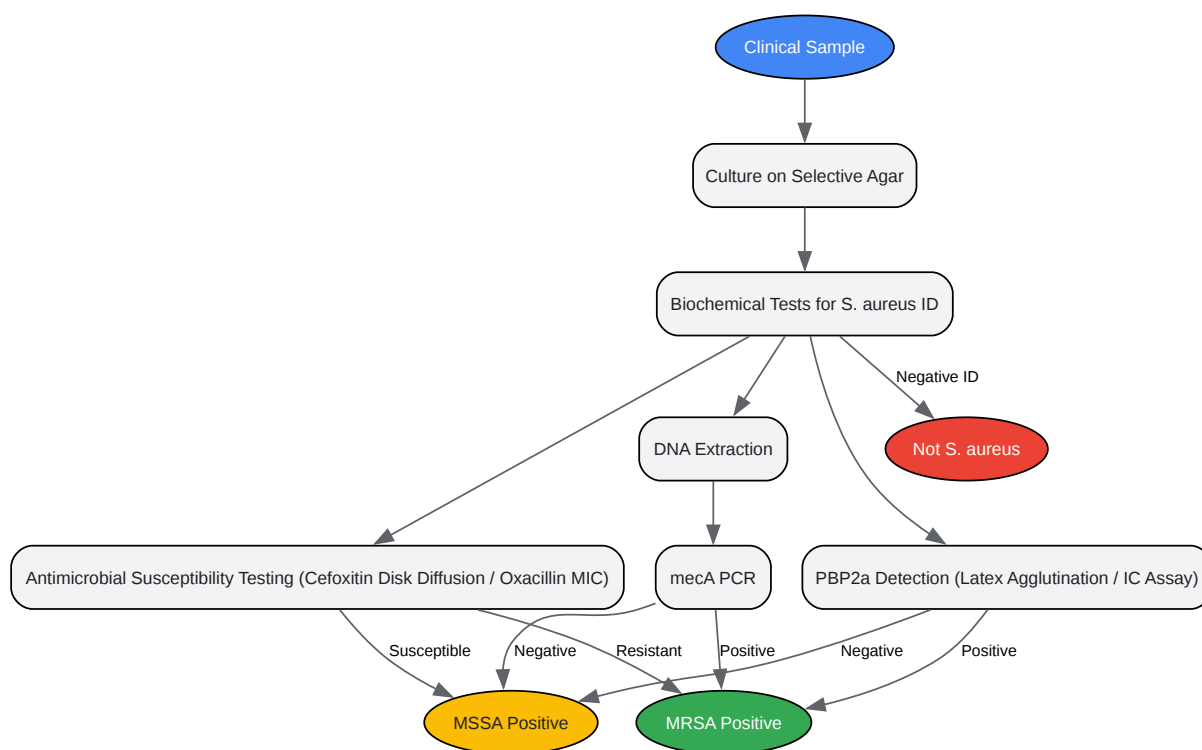 Clinical Sample
Culture on Selective Agar
Biochemical Tests for S. aureus ID
Negative ID
DNA Extraction
Not S. aureus
Antimicrobial Susceptibility Testing (Cefoxitin Disk Diffusion / Oxacillin MIC)
mecA PCR
PBP2a Detection (Latex Agglutination / IC Assay)
Susceptible
Negative
Resistant
Positive
Negative
Positive
MSSA Positive
MRSA Positive